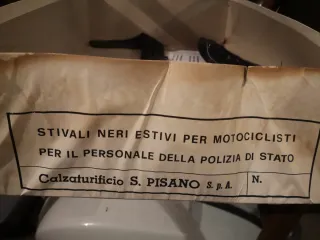 STIVALI NERI ESTIVI PER MOTOCICLISTI
PER IL PERSONALE DELLA POLIZIA DI STATO
Calzaturificio S. PISANO S.p.A. N.